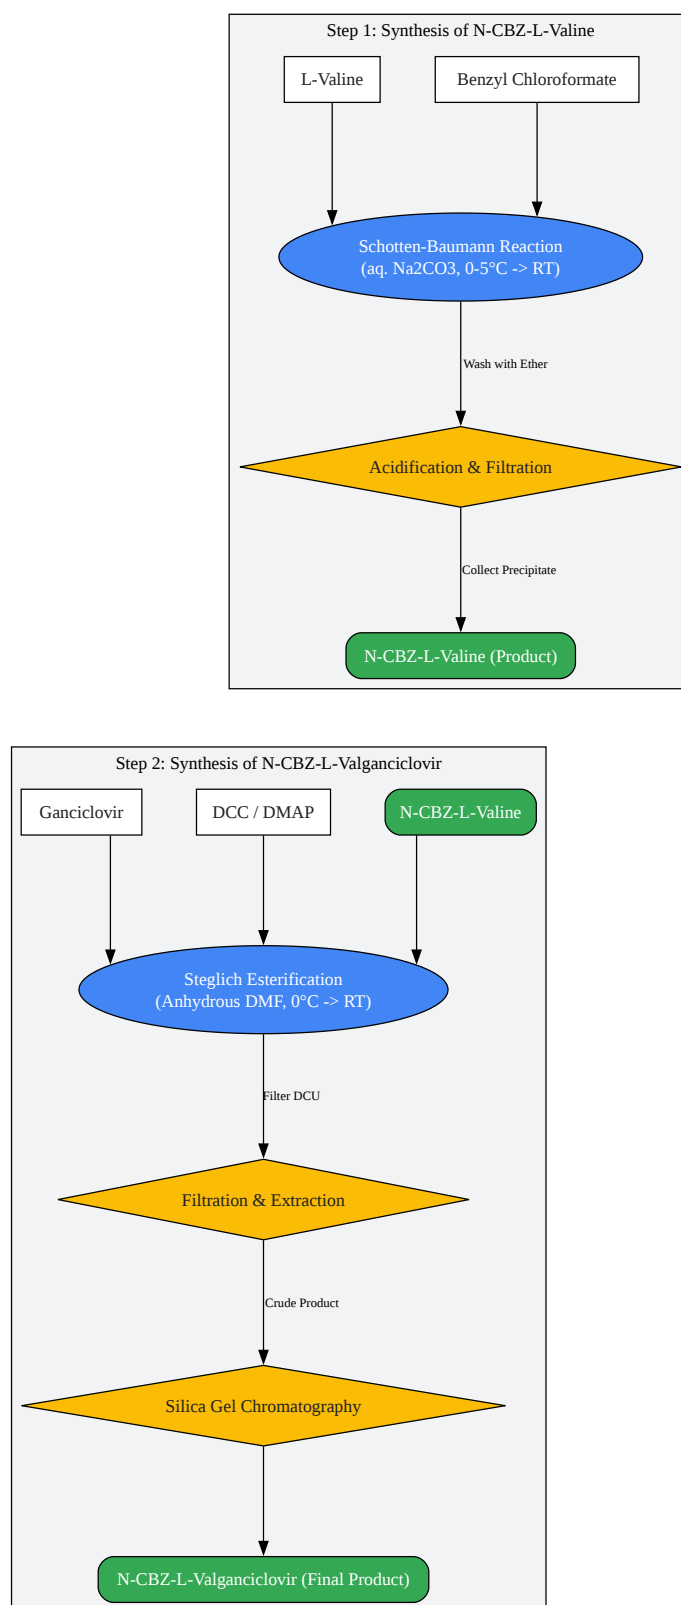 Step 1: Synthesis of N-CBZ-L-Valine
L-Valine
Benzyl Chloroformate
Schotten-Baumann Reaction
(aq. Na2CO3, 0-5°C -> RT)
Wash with Ether
Acidification & Filtration
Collect Precipitate
N-CBZ-L-Valine (Product)
Step 2: Synthesis of N-CBZ-L-Valganciclovir
Ganciclovir
DCC / DMAP
N-CBZ-L-Valine
Steglich Esterification
(Anhydrous DMF, 0°C -> RT)
Filter DCU
Filtration & Extraction
Crude Product
Silica Gel Chromatography
N-CBZ-L-Valganciclovir (Final Product)